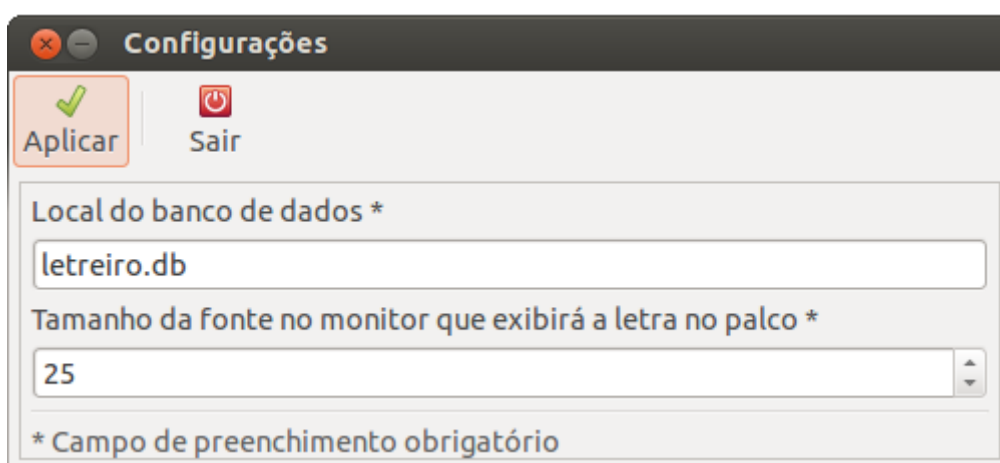 Configurações
Aplicar Sair
Local do banco de dados *
letreiro.db
Tamanho da fonte no monitor que exibirá a letra no palco *
25
* Campo de preenchimento obrigatório